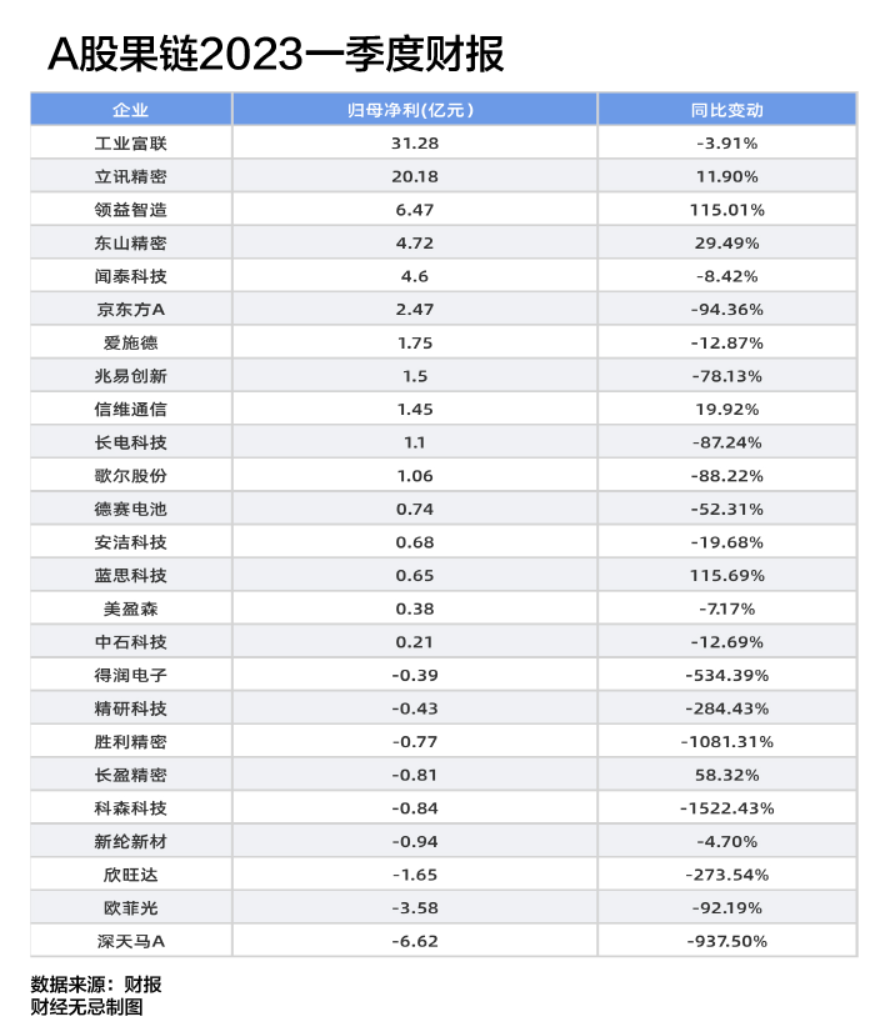 A股果链2023一季度财报
企业 归母净利(亿元) 同比变动
工业富联 31.28 -3.91%
立讯精密 20.18 11.90%
领益智造 6.47 115.01%
东山精密 4.72 29.49%
闻泰科技 4.6 -8.42%
京东方A 2.47 -94.36%
爱施德 1.75 -12.87%
兆易创新 1.5 -78.13%
信维通信 1.45 19.92%
长电科技 1.1 -87.24%
歌尔股份 1.06 -88.22%
德赛电池 0.74 -52.31%
安洁科技 0.68 -19.68%
蓝思科技 0.65 115.69%
美盈森 0.38 -7.17%
中石科技 0.21 -12.69%
得润电子 -0.39 -534.39%
精研科技 -0.43 -284.43%
胜利精密 -0.77 -1081.31%
长盈精密 -0.81 58.32%
科森科技 -0.84 -1522.43%
新纶新材 -0.94 -4.70%
欣旺达 -1.65 -273.54%
欧菲光 -3.58 -92.19%
深天马A -6.62 -937.50%
数据来源：财报
财经无忌制图